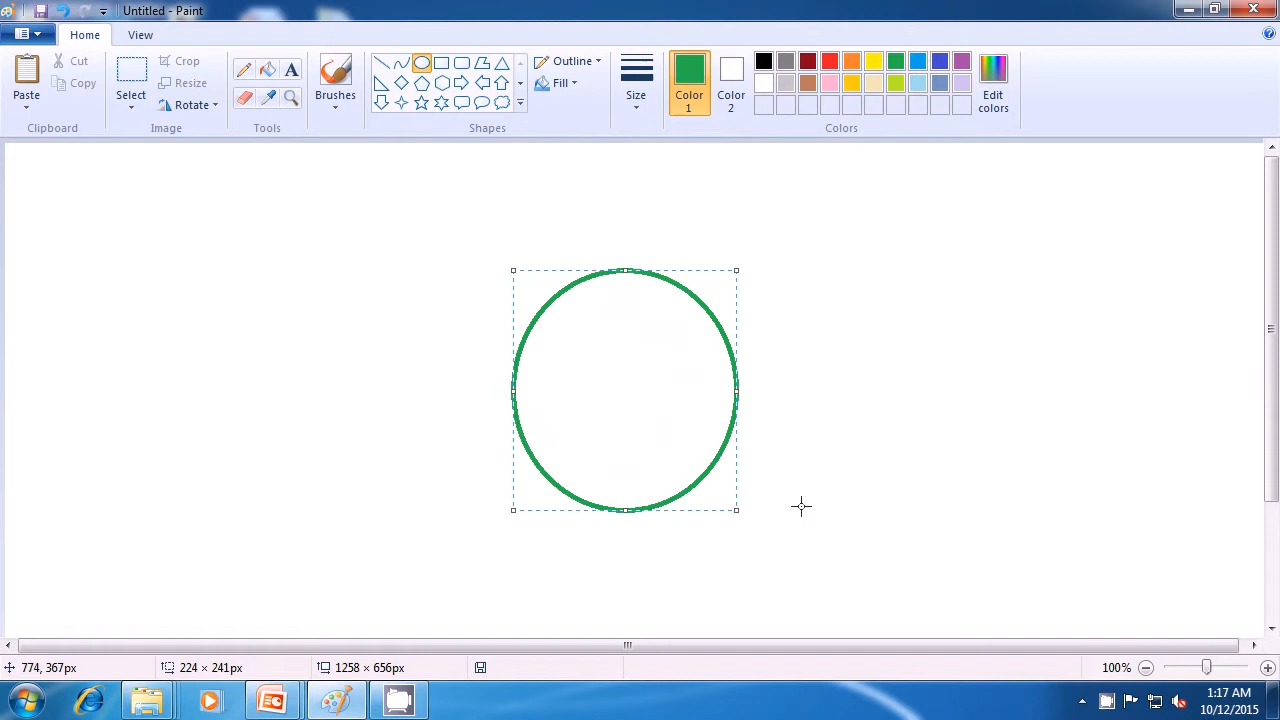 Untitled - Paint
Home View
Cut
Copy
Paste
Clipboard
Crop
Resize
Rotate
Select
Image
A
Tools
Brushes
Outline
Fill
Shapes
Size
Color
1
Color
2
Edit
colors
Colors
774, 367px
224 × 241px
1258 × 656px
100%
1:17 AM
10/12/2015